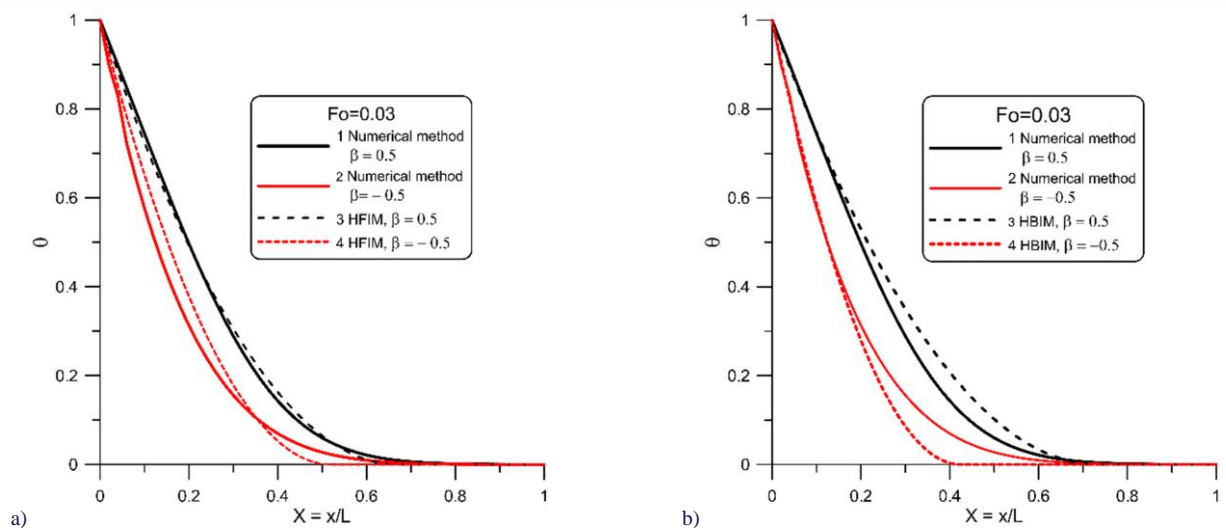 1
0.8
0.6
0.4
0.2
0
θ
Fo=0.03
1 Numerical method
β = 0.5
2 Numerical method
β= − 0.5
3 HFIM, β = 0.5
4 HFIM, β = − 0.5
0 0.2 0.4 0.6 0.8 1
X = x/L
a)
1
0.8
0.6
0.4
0.2
0
θ
Fo=0.03
1 Numerical method
β = 0.5
2 Numerical method
β = −0.5
3 HBIM, β = 0.5
4 HBIM, β = −0.5
0 0.2 0.4 0.6 0.8 1
X = x/L
b)